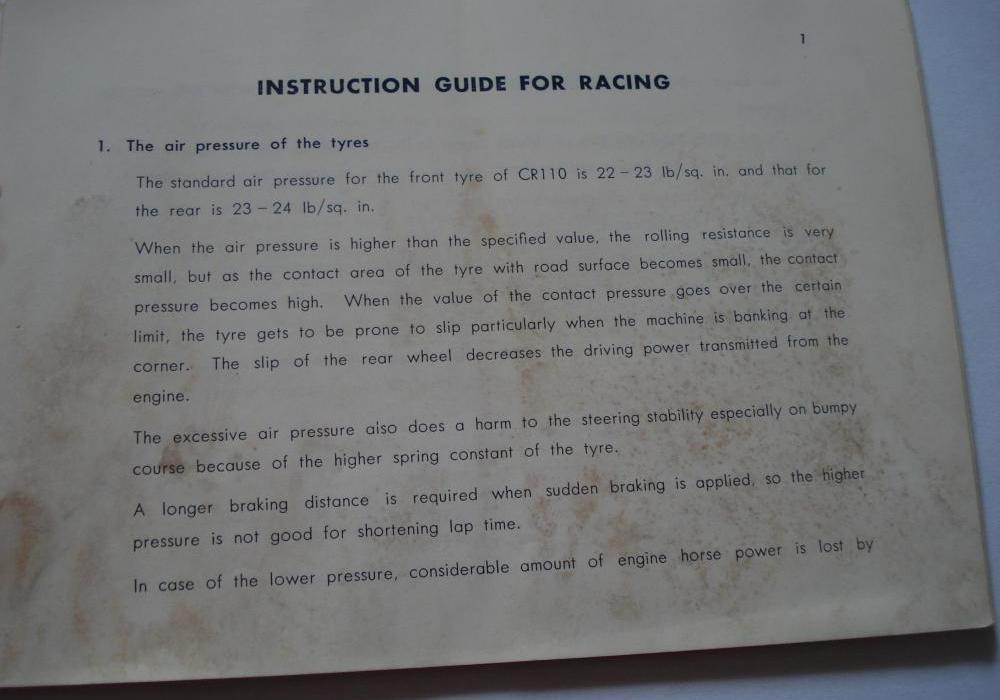 1
INSTRUCTION GUIDE FOR RACING
1. The air pressure of the tyres
The standard air pressure for the front tyre of CR110 is 22 – 23 lb/sq. in. and that for
the rear is 23 – 24 lb/sq. in.
When the air pressure is higher than the specified value, the rolling resistance is very
small, but as the contact area of the tyre with road surface becomes small, the contact
pressure becomes high. When the value of the contact pressure goes over the certain
limit, the tyre gets to be prone to slip particularly when the machine is banking at the
corner. The slip of the rear wheel decreases the driving power transmitted from the
engine.
The excessive air pressure also does a harm to the steering stability especially on bumpy
course because of the higher spring constant of the tyre.
A longer braking distance is required when sudden braking is applied, so the higher
pressure is not good for shortening lap time.
In case of the lower pressure, considerable amount of engine horse power is lost by